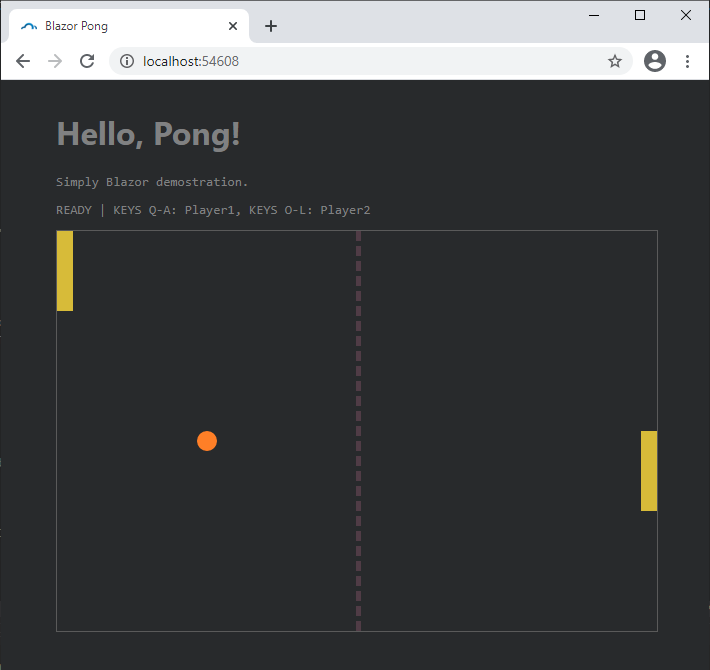 Blazor Pong
localhost:54608
Hello, Pong!
Simply Blazor demostration.
READY | KEYS Q-A: Player1, KEYS O-L: Player2